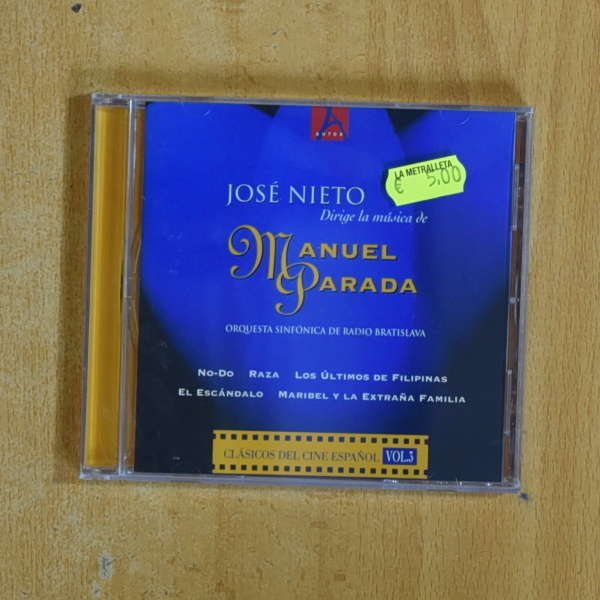 AUTOR
LA METRALLETA
€ 5,00
JOSÉ NIETO
Dirige la música de
MANUEL
PARADA
ORQUESTA SINFÓNICA DE RADIO BRATISLAVA
NO-DO RAZA LOS ÚLTIMOS DE FILIPINAS
EL ESCÁNDALO MARIBEL Y LA EXTRAÑA FAMILIA
CLÁSICOS DEL CINE ESPAÑOL VOL.3